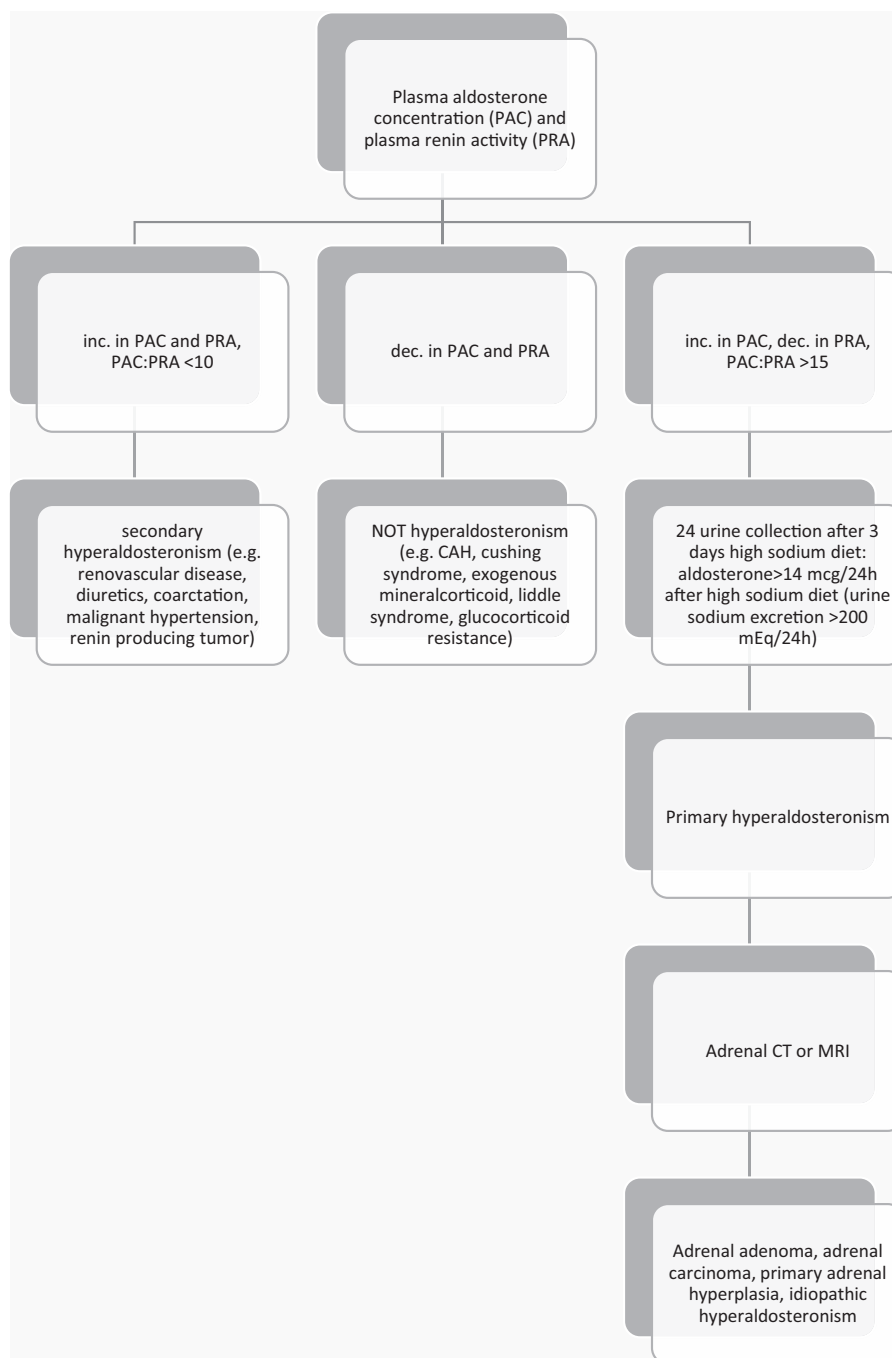 Plasma aldosterone
concentration (PAC) and
plasma renin activity (PRA)
inc. in PAC and PRA,
PAC:PRA <10
dec. in PAC and PRA
inc. in PAC, dec. in PRA,
PAC:PRA >15
secondary
hyperaldosteronism (e.g.
renovascular disease,
diuretics, coarctation,
malignant hypertension,
renin producing tumor)
NOT hyperaldosteronism
(e.g. CAH, cushing
syndrome, exogenous
mineralcorticoid, liddle
syndrome, glucocorticoid
resistance)
24 urine collection after 3
days high sodium diet:
aldosterone>14 mcg/24h
after high sodium diet (urine
sodium excretion >200
mEq/24h)
Primary hyperaldosteronism
Adrenal CT or MRI
Adrenal adenoma, adrenal
carcinoma, primary adrenal
hyperplasia, idiopathic
hyperaldosteronism